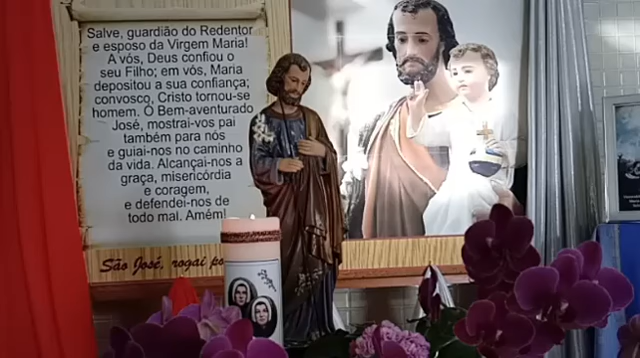 Salve, guardião do Redentor
e esposo da Virgem Maria!
A vós, Deus confiou o
seu Filho; em vós, Maria
depositou a sua confiança;
convosco, Cristo tornou-se
homem. Ó Bem-aventurado
José, mostrai-vos pai
também para nós
e guiai-nos no caminho
da vida. Alcançai-nos a
graça, misericórdia
e coragem,
e defendei-nos de
todo mal. Amém!
São José, rogai